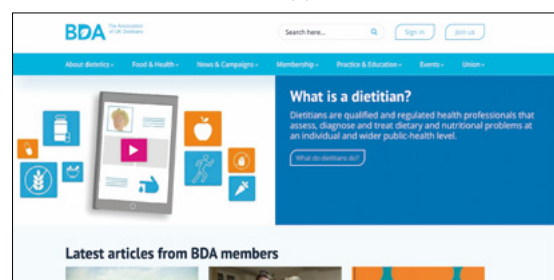 BDA The Association
of UK Dietitians
Search here...
Sign in
Join us
About dietetics
Food & Health
News & Campaigns
Membership
Practice & Education
Events
Union
What is a dietitian?
Dietitians are qualified and regulated health professionals that
assess, diagnose and treat dietary and nutritional problems at
an individual and wider public-health level.
What do dietitians do?
Latest articles from BDA members